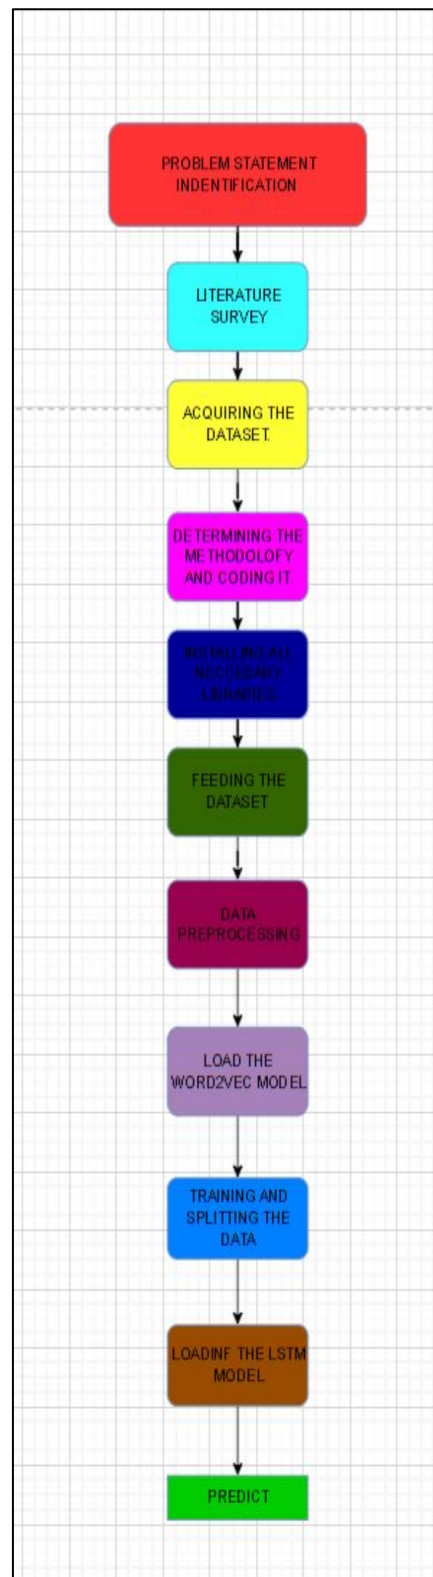 PROBLEM STATEMENT
INDENTIFICATION
LITERATURE
SURVEY
ACQUIRING THE
DATASET.
DETERMINING THE
METHODOLOFY
AND CODING IT
INSTALLING ALL
NECCESARY
LIBRARIES
FEEDING THE
DATASET
DATA
PREPROCESSING
LOAD THE
WORD2VEC MODEL
TRAINING AND
SPLITTING THE
DATA
LOADINF THE LSTM
MODEL
PREDICT